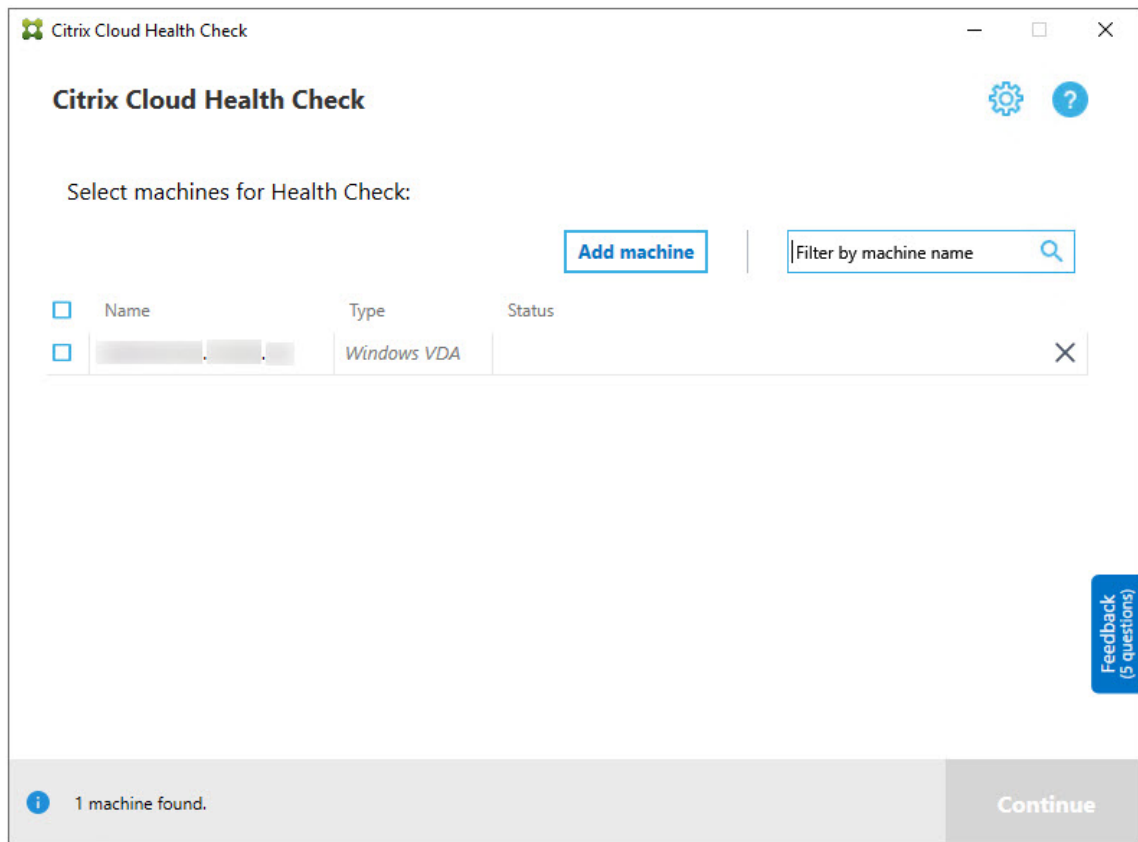 Citrix Cloud Health Check
Citrix Cloud Health Check
?
Select machines for Health Check:
Add machine
Filter by machine name
Name Type Status
Windows VDA
Feedback
(5 questions)
1 machine found.
Continue